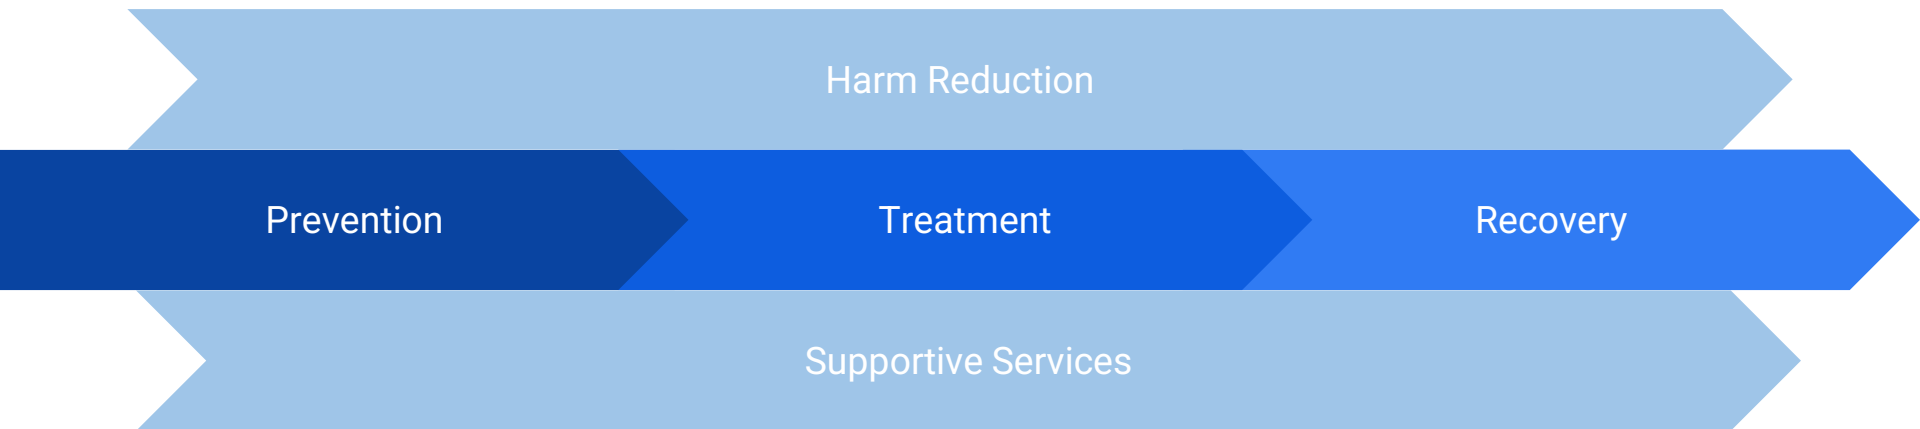 Harm Reduction
Prevention
Treatment
Recovery
Supportive Services